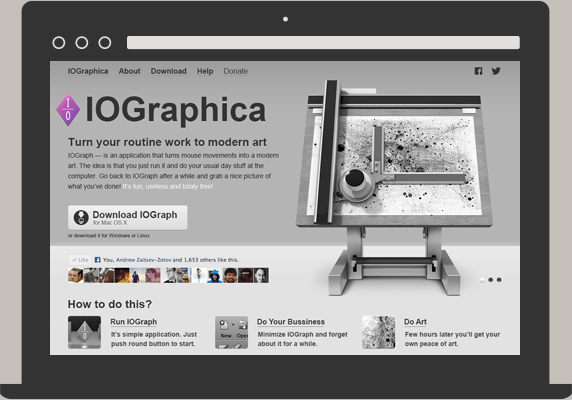 IOGraphica About Download Help Donate
I/O IOGraphica
Turn your routine work to modern art
IOGraph — is an application that turns mouse movements into a modern
art. The idea is that you just run it and do your usual day stuff at the
computer. Go back to IOGraph after a while and grab a nice picture of
what you've done! It's fun, useless and totaly free!
Download IOGraph
for Mac OS X
or download it for Windows or Linux
Like You, Andrew Zaitsev-Zotov and 1,653 others like this.
How to do this?
Run IOGraph
It's simple application. Just
push round button to start.
New Open
Do Your Bussiness
Minimize IOGraph and forget
about it for a while.
Do Art
Few hours later you'll get your
own peace of art.